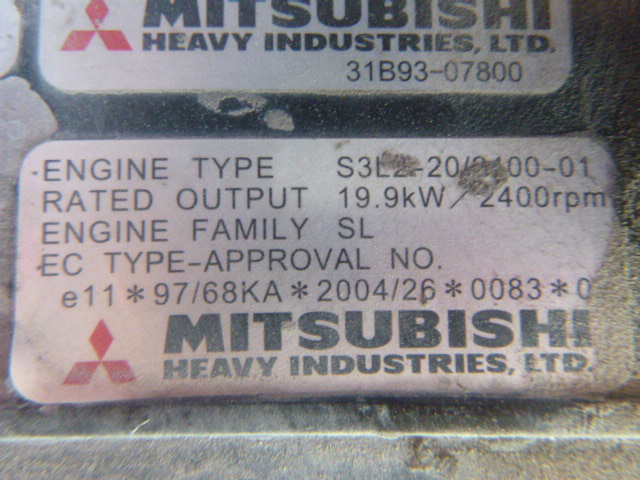 MITSUBISHI
HEAVY INDUSTRIES, LTD.
31B93-07800
ENGINE TYPE S3L2-20/2400-01
RATED OUTPUT 19.9kW/2400rpm
ENGINE FAMILY SL
EC TYPE-APPROVAL NO.
e11*97/68KA*2004/26*0083*0
MITSUBISHI
HEAVY INDUSTRIES, LTD.